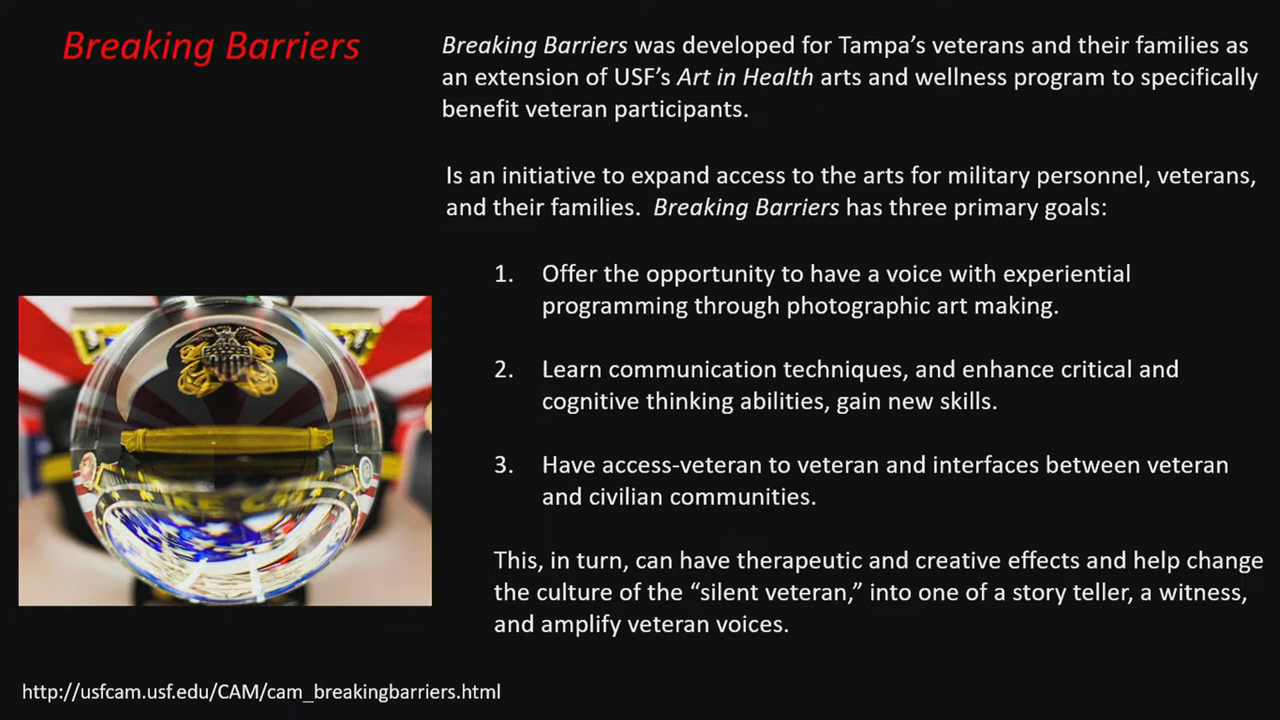 Breaking Barriers
Breaking Barriers was developed for Tampa's veterans and their families as
an extension of USF's Art in Health arts and wellness program to specifically
benefit veteran participants.
Is an initiative to expand access to the arts for military personnel, veterans,
and their families. Breaking Barriers has three primary goals:
1. Offer the opportunity to have a voice with experiential
programming through photographic art making.
2. Learn communication techniques, and enhance critical and
cognitive thinking abilities, gain new skills.
3. Have access-veteran to veteran and interfaces between veteran
and civilian communities.
This, in turn, can have therapeutic and creative effects and help change
the culture of the “silent veteran,” into one of a story teller, a witness,
and amplify veteran voices.
http://usfcam.usf.edu/CAM/cam_breakingbarriers.html